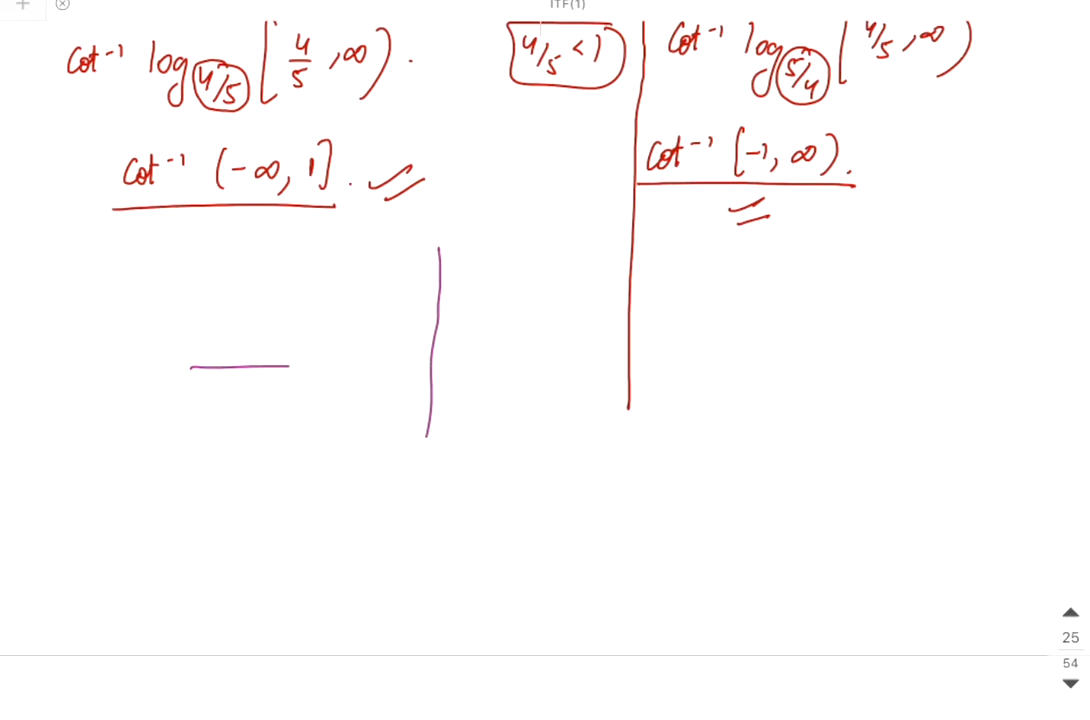 ITF(1)
cot⁻¹ log_{4/5} [4/5, ∞).
4/5 < 1
cot⁻¹ (-∞, 1].
cot⁻¹ log_{5/4} [4/5, ∞)
cot⁻¹ [-1, ∞).
25
54